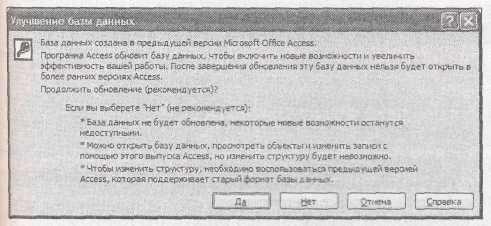 Улучшение базы данных
База данных создана в предыдущей версии Microsoft Office Access.
Программа Access обновит базу данных, чтобы включить новые возможности и увеличить
эффективность вашей работы. После завершения обновления эту базу данных нельзя будет открыть в
более ранних версиях Access.
Продолжить обновление (рекомендуется)?
Если вы выберете "Нет" (не рекомендуется):
* База данных не будет обновлена, некоторые новые возможности останутся
недоступными.
* Можно открыть базу данных, просмотреть объекты и изменить записи с
помощью этого выпуска Access, но изменить структуру будет невозможно.
* Чтобы изменить структуру, необходимо воспользоваться предыдущей версией
Access, которая поддерживает старый формат базы данных.
Да Нет Отмена Справка